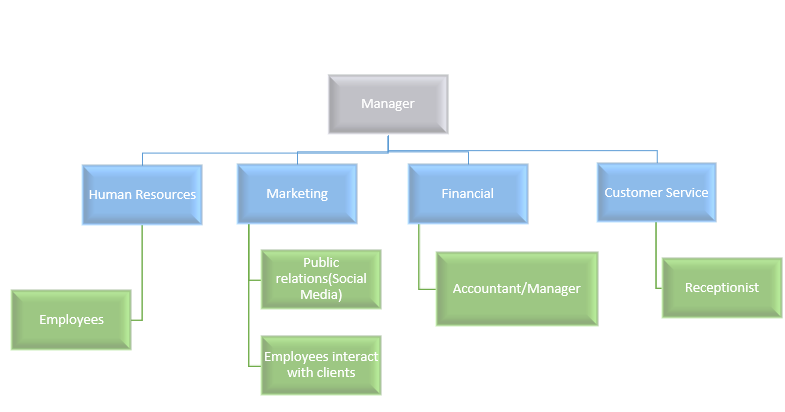 Manager
Human Resources
Marketing
Financial
Customer Service
Public
relations(Social
Media)
Accountant/Manager
Receptionist
Employees
Employees interact
with clients